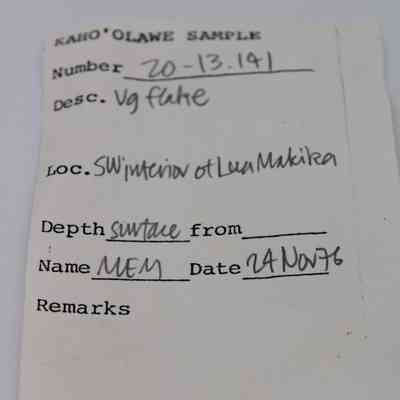 KAHO'OLAWE SAMPLE
Number 20-13.141
Desc. Vg flake
Loc. SW interior of Lua Makika
Depth surface from
Name MEM Date 24 Nov 76
Remarks